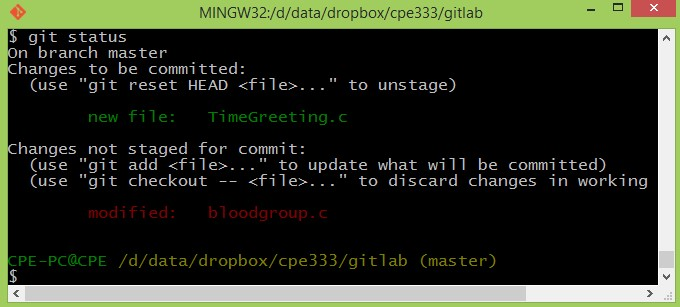 MINGW32:/d/data/dropbox/cpe333/gitlab
$ git status
On branch master
Changes to be committed:
  (use "git reset HEAD <file>..." to unstage)
        new file:   TimeGreeting.c
Changes not staged for commit:
  (use "git add <file>..." to update what will be committed)
  (use "git checkout -- <file>..." to discard changes in working
        modified:   bloodgroup.c
CPE-PC@CPE /d/data/dropbox/cpe333/gitlab (master)
$